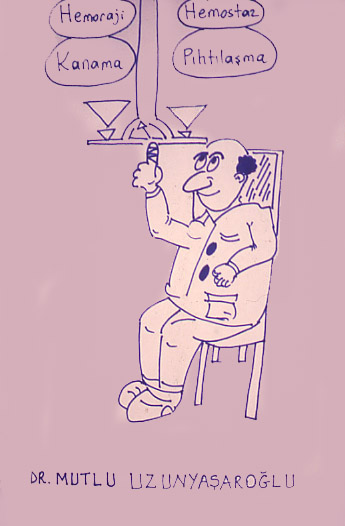 Hemoraji
Kanama
Hemostaz
Pıhtılaşma
DR. MUTLU UZUNYAŞAROĞLU